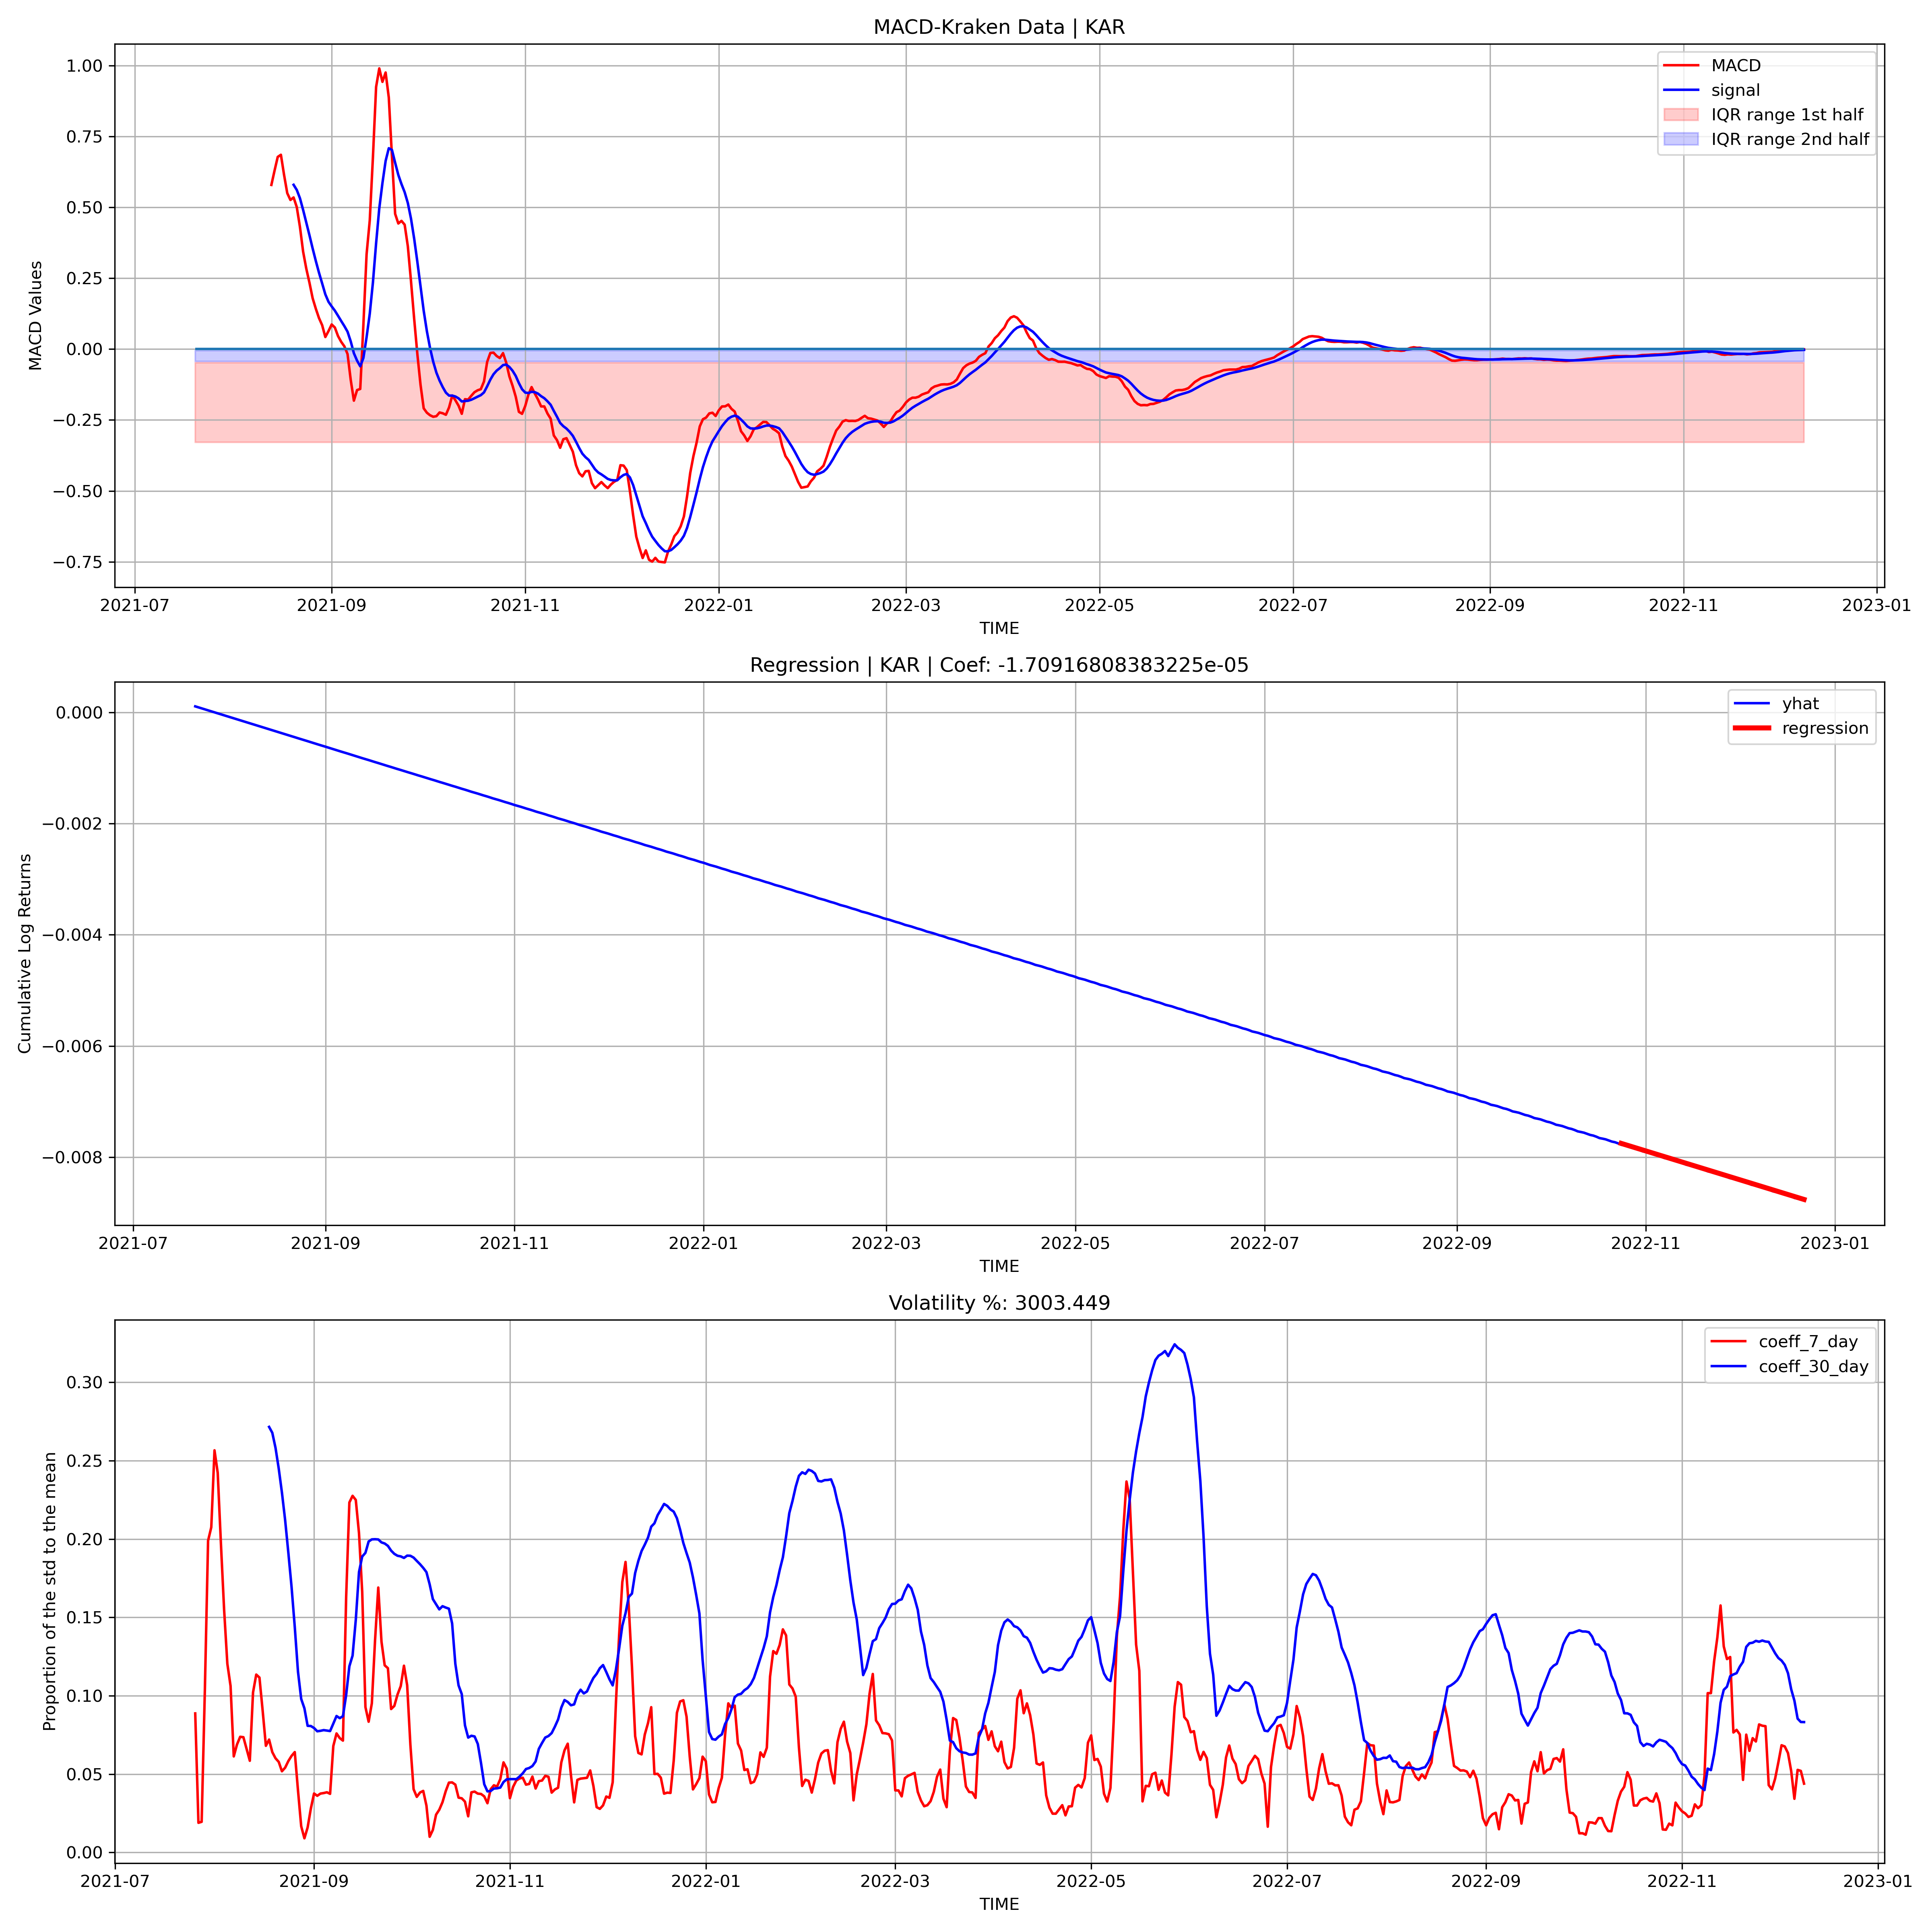 MACD-Kraken Data | KAR
MACD Values
1.00
0.75
0.50
0.25
0.00
−0.25
−0.50
−0.75
MACD
signal
IQR range 1st half
IQR range 2nd half
2021-07 2021-09 2021-11 2022-01 2022-03 2022-05 2022-07 2022-09 2022-11 2023-01
TIME
Regression | KAR | Coef: -1.70916808383225e-05
Cumulative Log Returns
0.000
−0.002
−0.004
−0.006
−0.008
yhat
regression
2021-07 2021-09 2021-11 2022-01 2022-03 2022-05 2022-07 2022-09 2022-11 2023-01
TIME
Volatility %: 3003.449
Proportion of the std to the mean
0.30
0.25
0.20
0.15
0.10
0.05
0.00
coeff_7_day
coeff_30_day
2021-07 2021-09 2021-11 2022-01 2022-03 2022-05 2022-07 2022-09 2022-11 2023-01
TIME